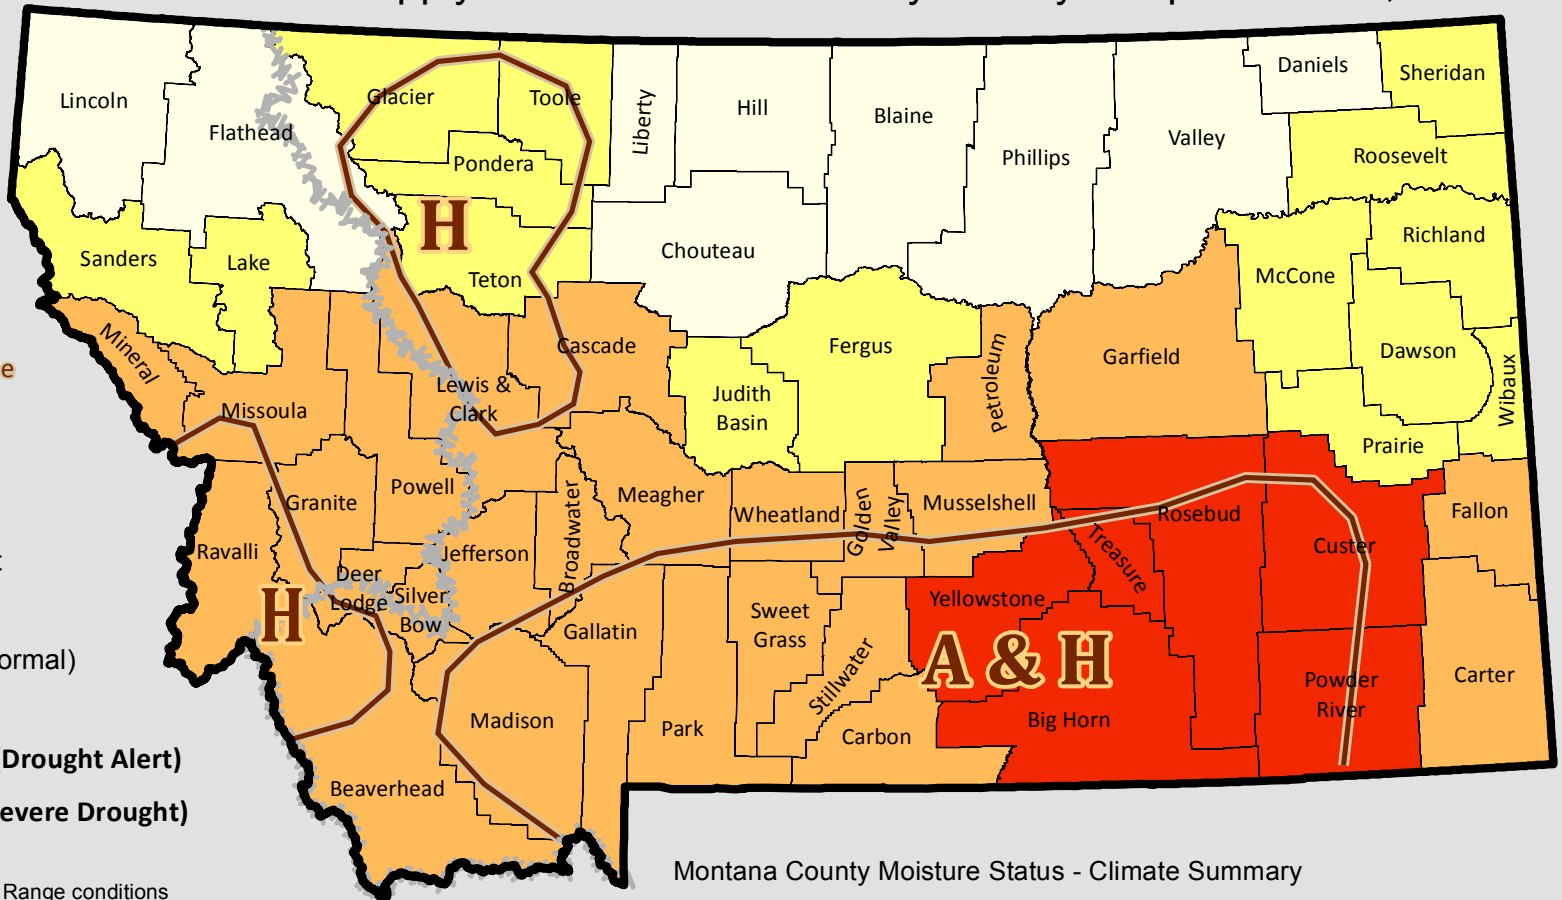 Lincoln
Flathead
Glacier
Toole
Liberty
Hill
Blaine
Phillips
Valley
Daniels
Sheridan
Roosevelt
Pondera
H
Teton
Chouteau
Sanders
Lake
McCone
Richland
Mineral
Cascade
Fergus
Petroleum
Garfield
Dawson
Wibaux
e
Missoula
Lewis &
Clark
Judith
Basin
Prairie
Granite
Powell
Meagher
Wheatland
Golden
Valley
Musselshell
Rosebud
Custer
Fallon
Ravalli
Jefferson
Broadwater
Treasure
Deer
Lodge
Silver
Bow
H
Gallatin
Sweet
Grass
Yellowstone
A & H
ormal)
Madison
Park
Stillwater
Carbon
Big Horn
Powder
River
Carter
(Drought Alert)
Beaverhead
evere Drought)
Montana County Moisture Status - Climate Summary
Range conditions